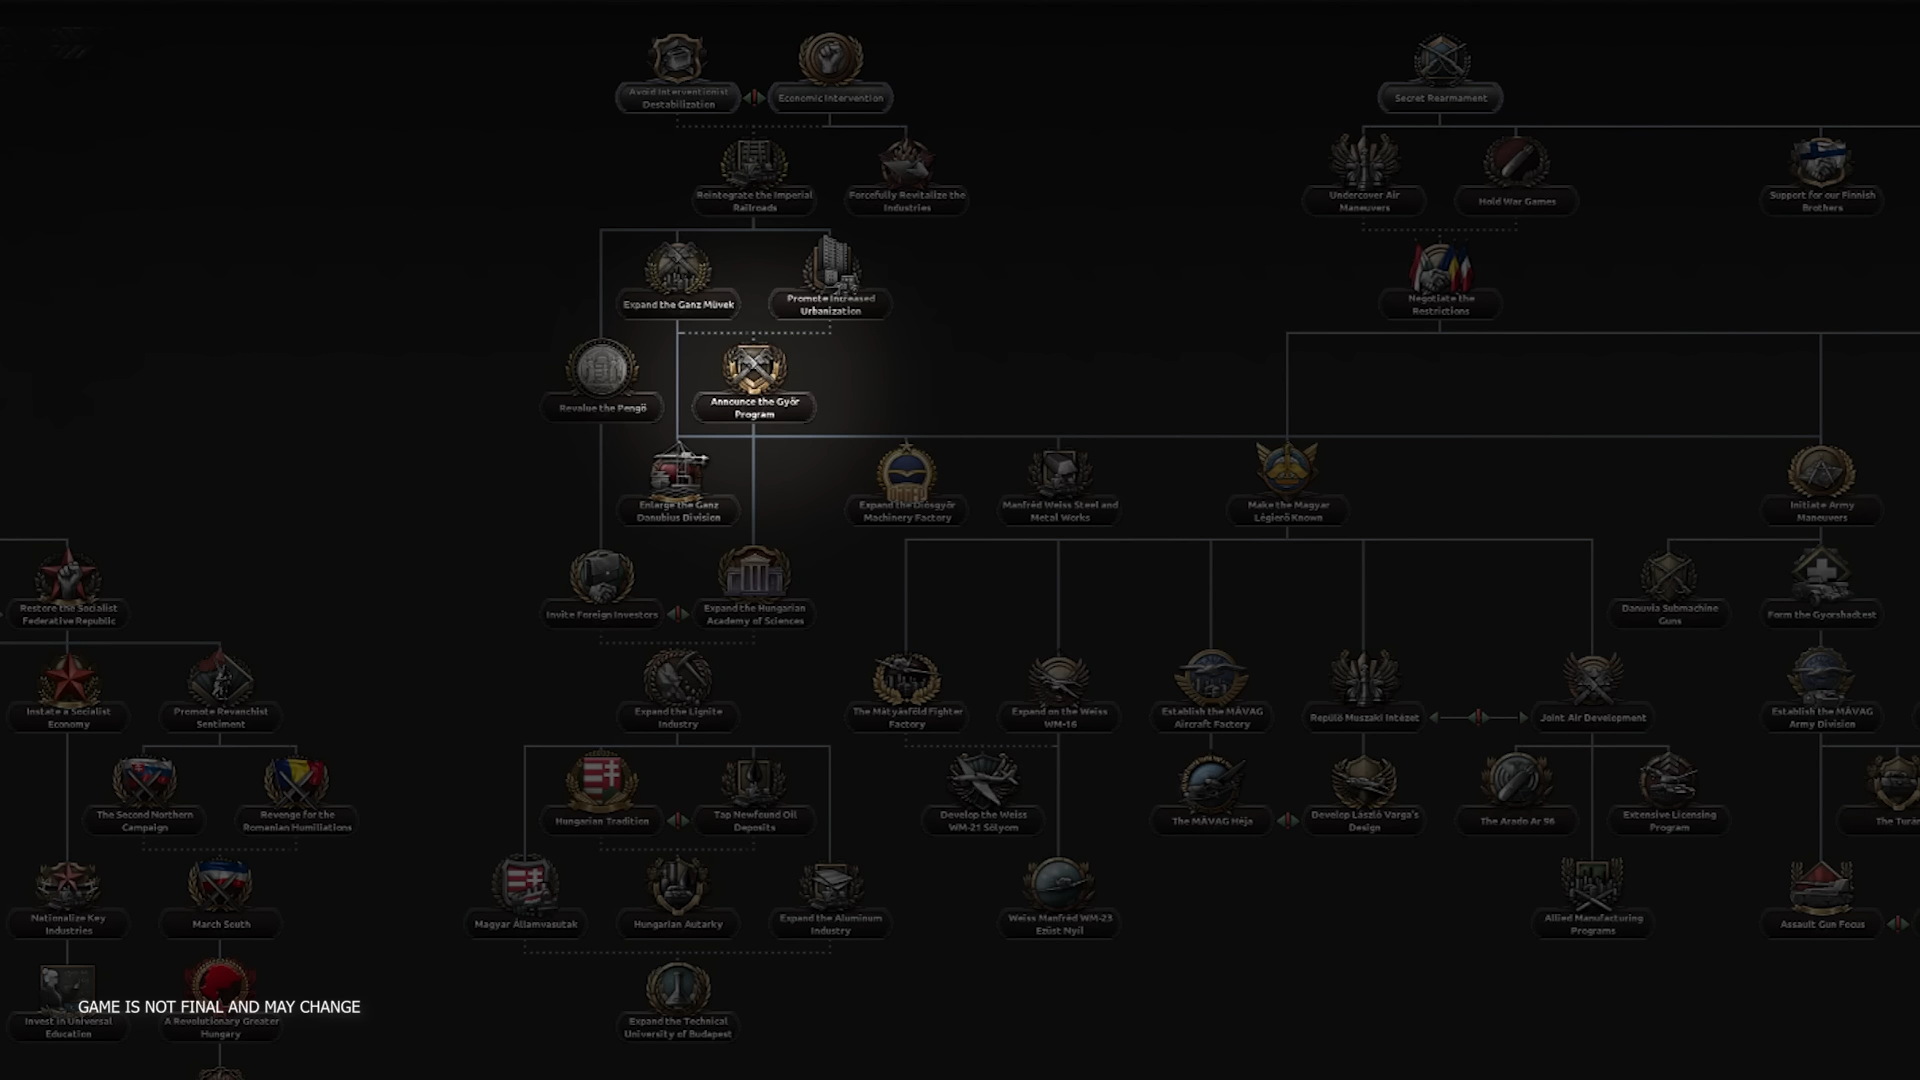 Avoid Interventionist
Destabilization
Economic Intervention
Secret Rearmament
Reintegrate the Imperial
Railroads
Forcefully Revitalize the
Industries
Undercover Air
Maneuvers
Hold War Games
Support for our Finnish
Brothers
Expand the Ganz Müvek
Promote Increased
Urbanization
Negotiate the
Restrictions
Revalue the Pengö
Announce the Győr
Program
Enlarge the Ganz
Danubius Division
Expand the Diósgyőr
Machinery Factory
Manfréd Weiss Steel and
Metal Works
Make the Magyar
Légierő Known
Initiate Army
Maneuvers
Restore the Socialist
Federative Republic
Invite Foreign Investors
Expand the Hungarian
Academy of Sciences
Danuvia Submachine
Guns
Form the Gyorshadtest
Instate a Socialist
Economy
Promote Revanchist
Sentiment
Expand the Lignite
Industry
The Mátyásföld Fighter
Factory
Expand on the Weiss
WM-16
Establish the MÁVAG
Aircraft Factory
Repülő Muszaki Intézet
Joint Air Development
Establish the MÁVAG
Army Division
The Second Northern
Campaign
Revenge for the
Romanian Humiliations
Hungarian Tradition
Tap Newfound Oil
Deposits
Develop the Weiss
WM-21 Sólyom
The MÁVAG Héja
Develop László Varga's
Design
The Arado Ar 96
Extensive Licensing
Program
The Turán
Nationalize Key
Industries
March South
Magyar Államvasutak
Hungarian Autarky
Expand the Aluminum
Industry
Weiss Manfréd WM-23
Ezüst Nyíl
Allied Manufacturing
Programs
Assault Gun Focus
GAME IS NOT FINAL AND MAY CHANGE
Invest in Universal
Education
A Revolutionary Greater
Hungary
Expand the Technical
University of Budapest